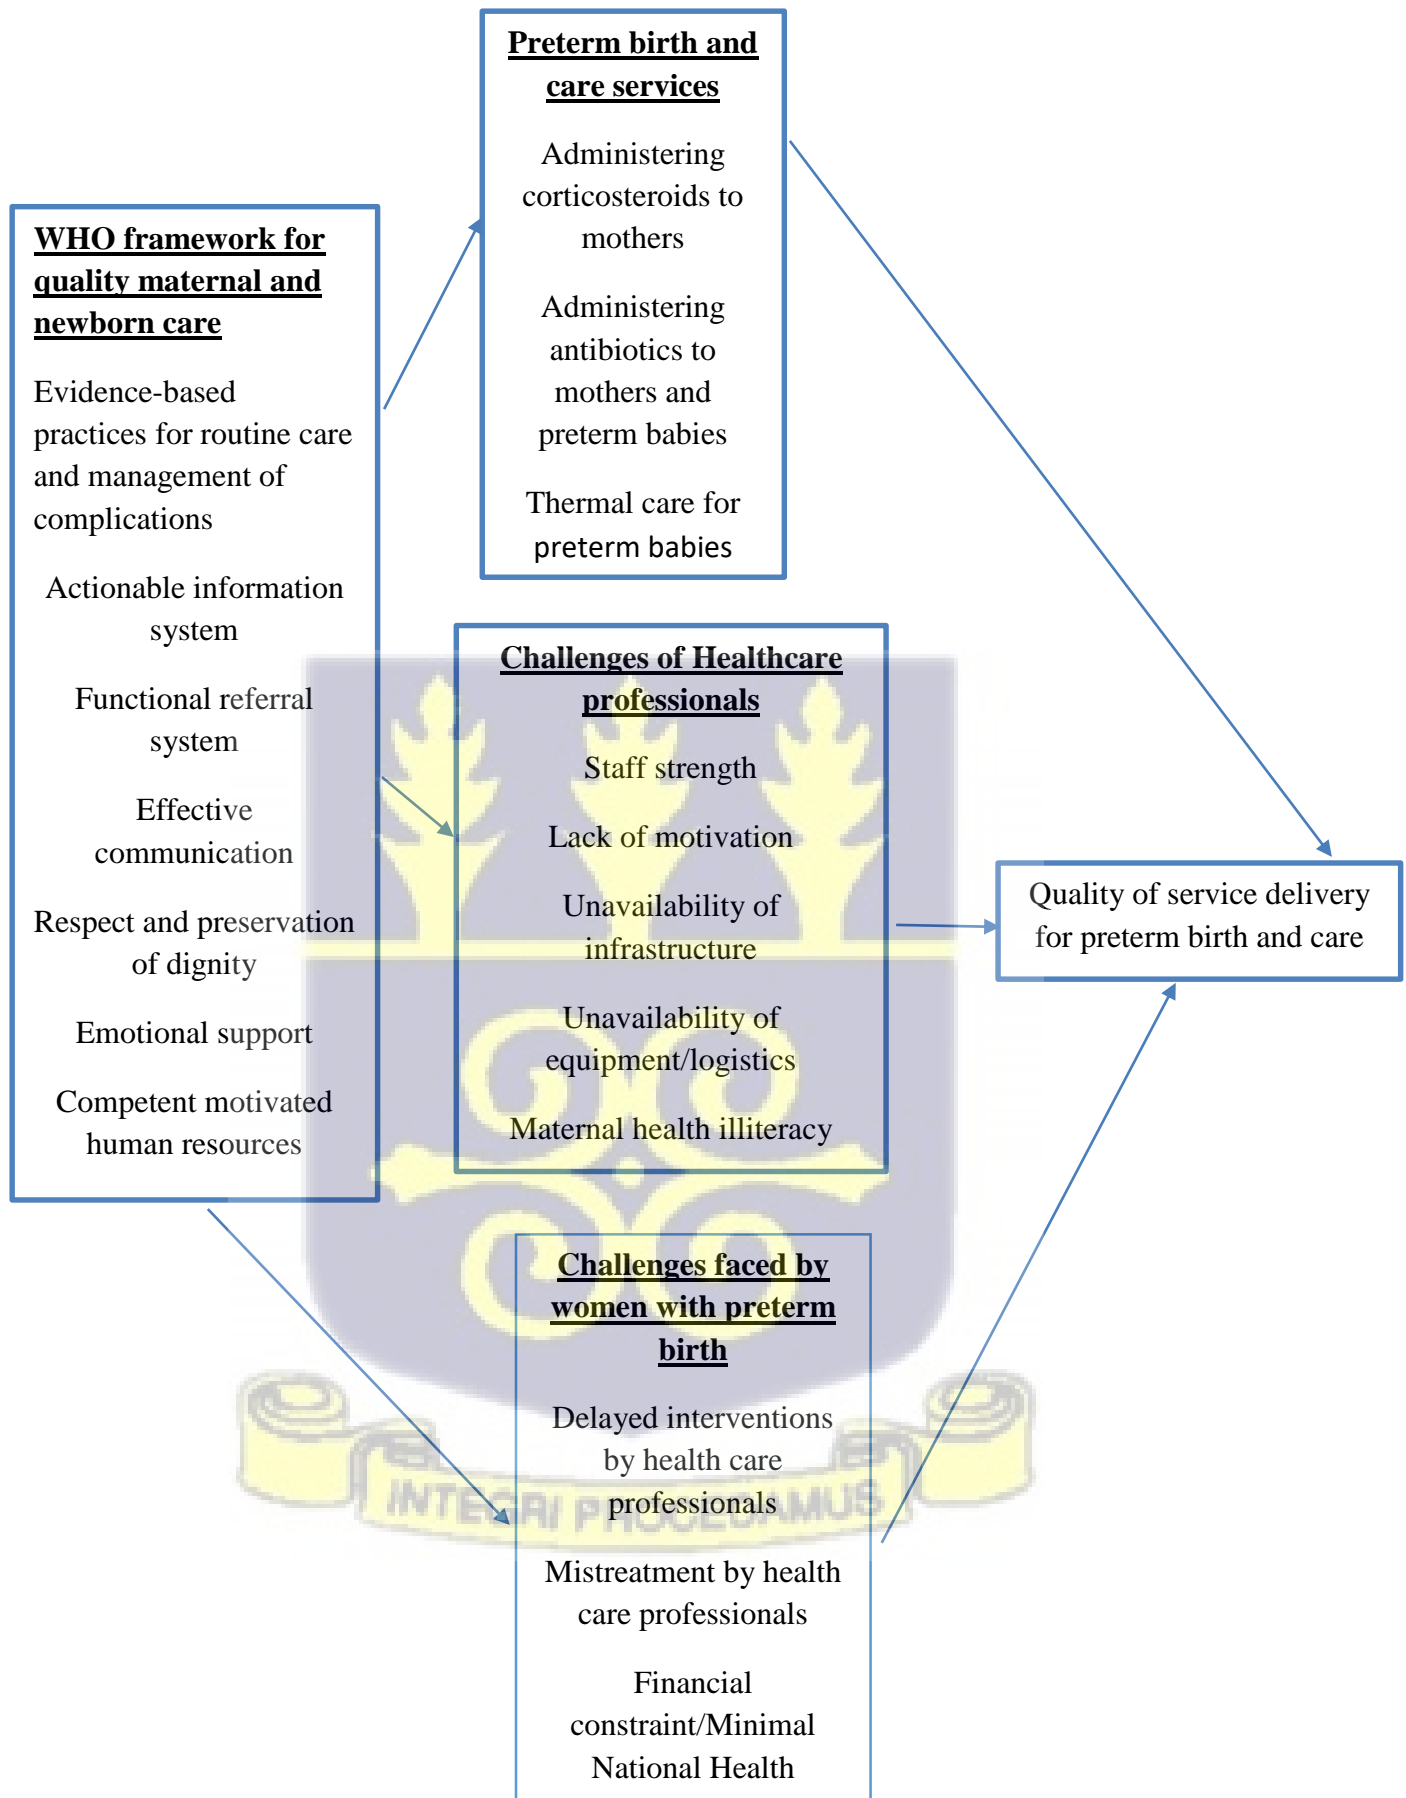 Preterm birth and
care services
Administering
corticosteroids to
mothers
Administering
antibiotics to
mothers and
preterm babies
Thermal care for
preterm babies
WHO framework for
quality maternal and
newborn care
Evidence-based
practices for routine care
and management of
complications
Actionable information
system
Functional referral
system
Effective
communication
Respect and preservation
of dignity
Emotional support
Competent motivated
human resources
Challenges of Healthcare
professionals
Staff strength
Lack of motivation
Unavailability of
infrastructure
Unavailability of
equipment/logistics
Maternal health illiteracy
Quality of service delivery
for preterm birth and care
Challenges faced by
women with preterm
birth
Delayed interventions
by health care
professionals
Mistreatment by health
care professionals
Financial
constraint/Minimal
National Health
INTEGRI PROCEDAMUS